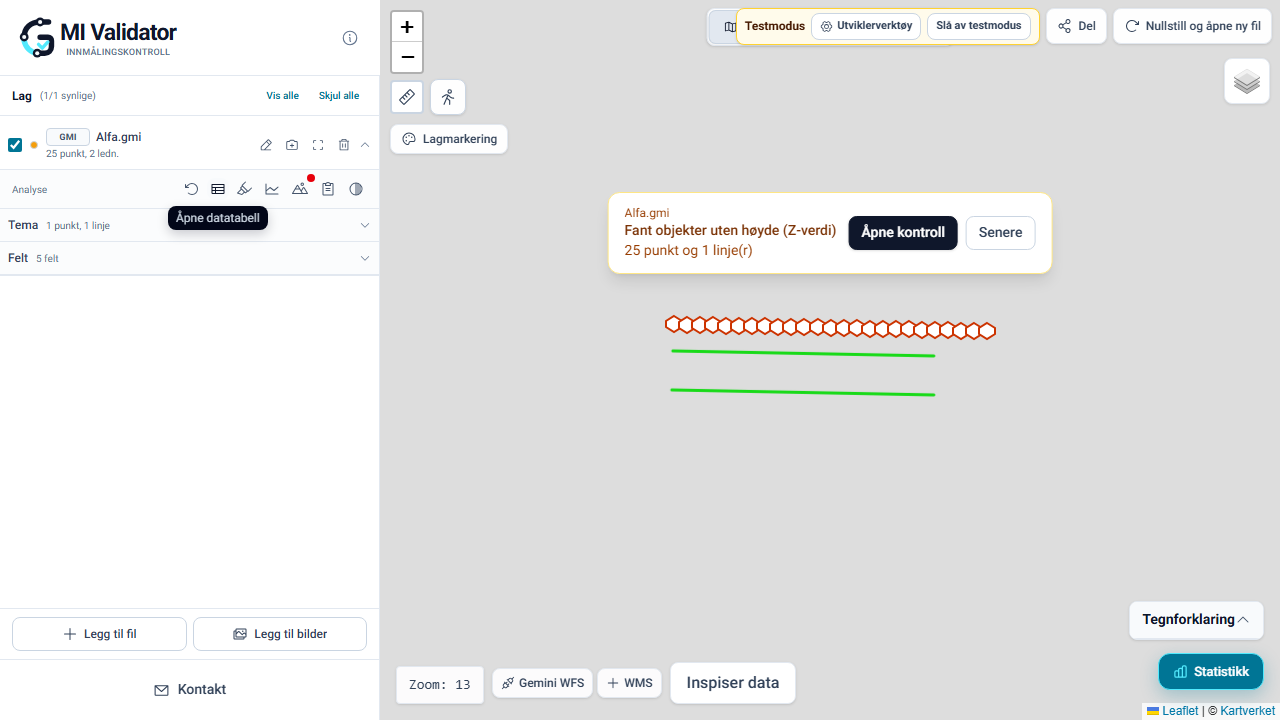 MI Validator
INNMÅLINGSKONTROLL
Lag (1/1 synlige) Vis alle Skjul alle
GMI Alfa.gmi
25 punkt, 2 ledn.
Analyse
Åpne datatabell
Tema 1 punkt, 1 linje
Felt 5 felt
Legg til fil Legg til bilder
Kontakt
+
−
Testmodus Utviklerverktøy Slå av testmodus Del Nullstill og åpne ny fil
Lagmarkering
Alfa.gmi
Fant objekter uten høyde (Z-verdi)
25 punkt og 1 linje(r)
Åpne kontroll Senere
Tegnforklaring
Statistikk
Zoom: 13 Gemini WFS WMS Inspiser data
Leaflet | © Kartverket